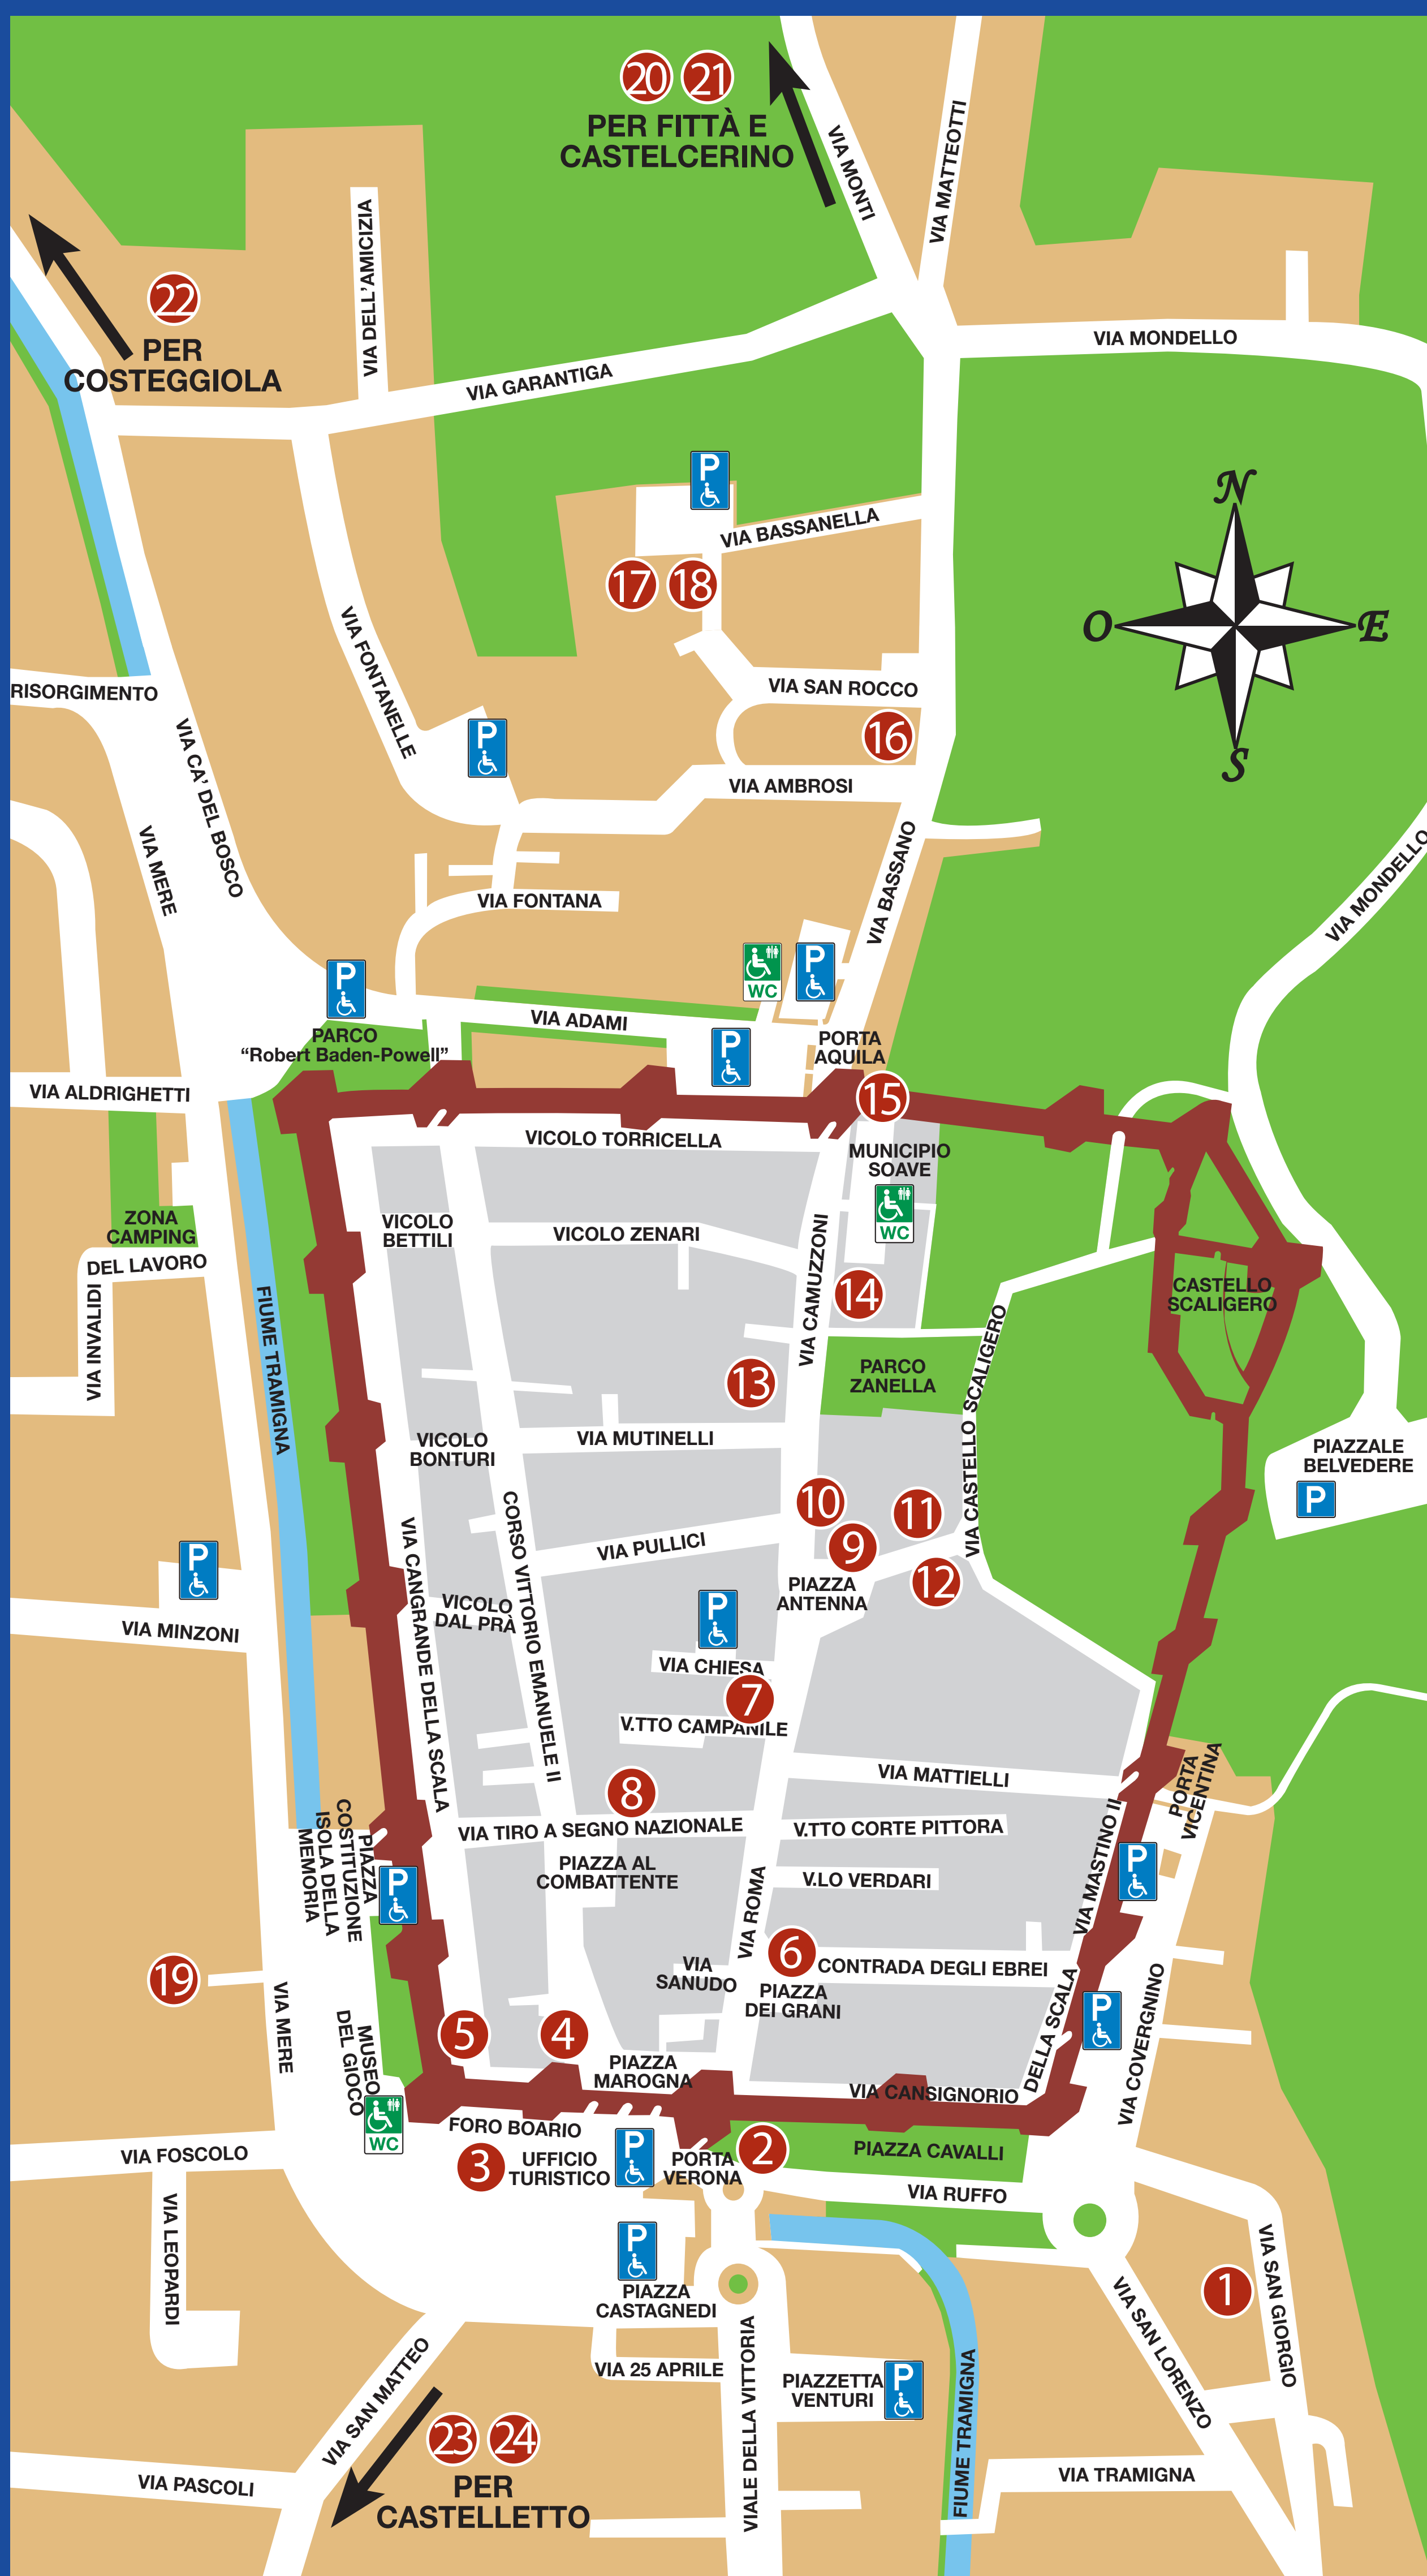 20 21
PER FITTÀ E
CASTELCERINO
VIA MONTI
VIA MATTEOTTI
22
PER
COSTEGGIOLA
VIA DELL'AMICIZIA
VIA GARANTIGA
VIA MONDELLO
P
VIA BASSANELLA
17 18
N
O
E
S
RISORGIMENTO
VIA FONTANELLE
VIA SAN ROCCO
16
P
VIA CA' DEL BOSCO
VIA AMBROSI
VIA MERE
VIA BASSANO
VIA MONDELLO
VIA FONTANA
WC
P
P
VIA ADAMI
PARCO
“Robert Baden-Powell”
P
PORTA
AQUILA
15
VIA ALDRIGHETTI
VICOLO TORRICELLA
MUNICIPIO
SOAVE
WC
ZONA
CAMPING
DEL LAVORO
VIA INVALIDI
FIUME TRAMIGNA
VICOLO
BETTILI
VICOLO ZENARI
VIA CAMUZZONI
14
CASTELLO
SCALIGERO
13
PARCO
ZANELLA
VIA CASTELLO SCALIGERO
VICOLO
BONTURI
VIA MUTINELLI
PIAZZALE
BELVEDERE
P
10
11
9
12
CORSO VITTORIO EMANUELE II
VIA CANGRANDE DELLA SCALA
VIA PULLICI
PIAZZA
ANTENNA
P
VIA MINZONI
VICOLO
DAL PRÀ
P
VIA CHIESA
7
V.TTO CAMPANILE
8
VIA MATTIELLI
PORTA
VICENTINA
VIA TIRO A SEGNO NAZIONALE
V.TTO CORTE PITTORA
PIAZZA
COSTITUZIONE
ISOLA DELLA
MEMORIA
P
PIAZZA AL
COMBATTENTE
V.LO VERDARI
VIA MASTINO II
DELLA SCALA
P
VIA ROMA
6
CONTRADA DEGLI EBREI
VIA
SANUDO
PIAZZA
DEI GRANI
19
VIA MERE
P
VIA COVERGNINO
MUSEO
DEL GIOCO
5
4
PIAZZA
MAROGNA
VIA CANSIGNORIO
WC
FORO BOARIO
VIA FOSCOLO
3
UFFICIO
TURISTICO
P
PORTA
VERONA
2
PIAZZA CAVALLI
VIA RUFFO
VIA LEOPARDI
P
PIAZZA
CASTAGNEDI
1
VIA SAN GIORGIO
VIA SAN LORENZO
VIA SAN MATTEO
VIA 25 APRILE
VIALE DELLA VITTORIA
PIAZZETTA
VENTURI
P
FIUME TRAMIGNA
23 24
PER
CASTELLETTO
VIA PASCOLI
VIA TRAMIGNA